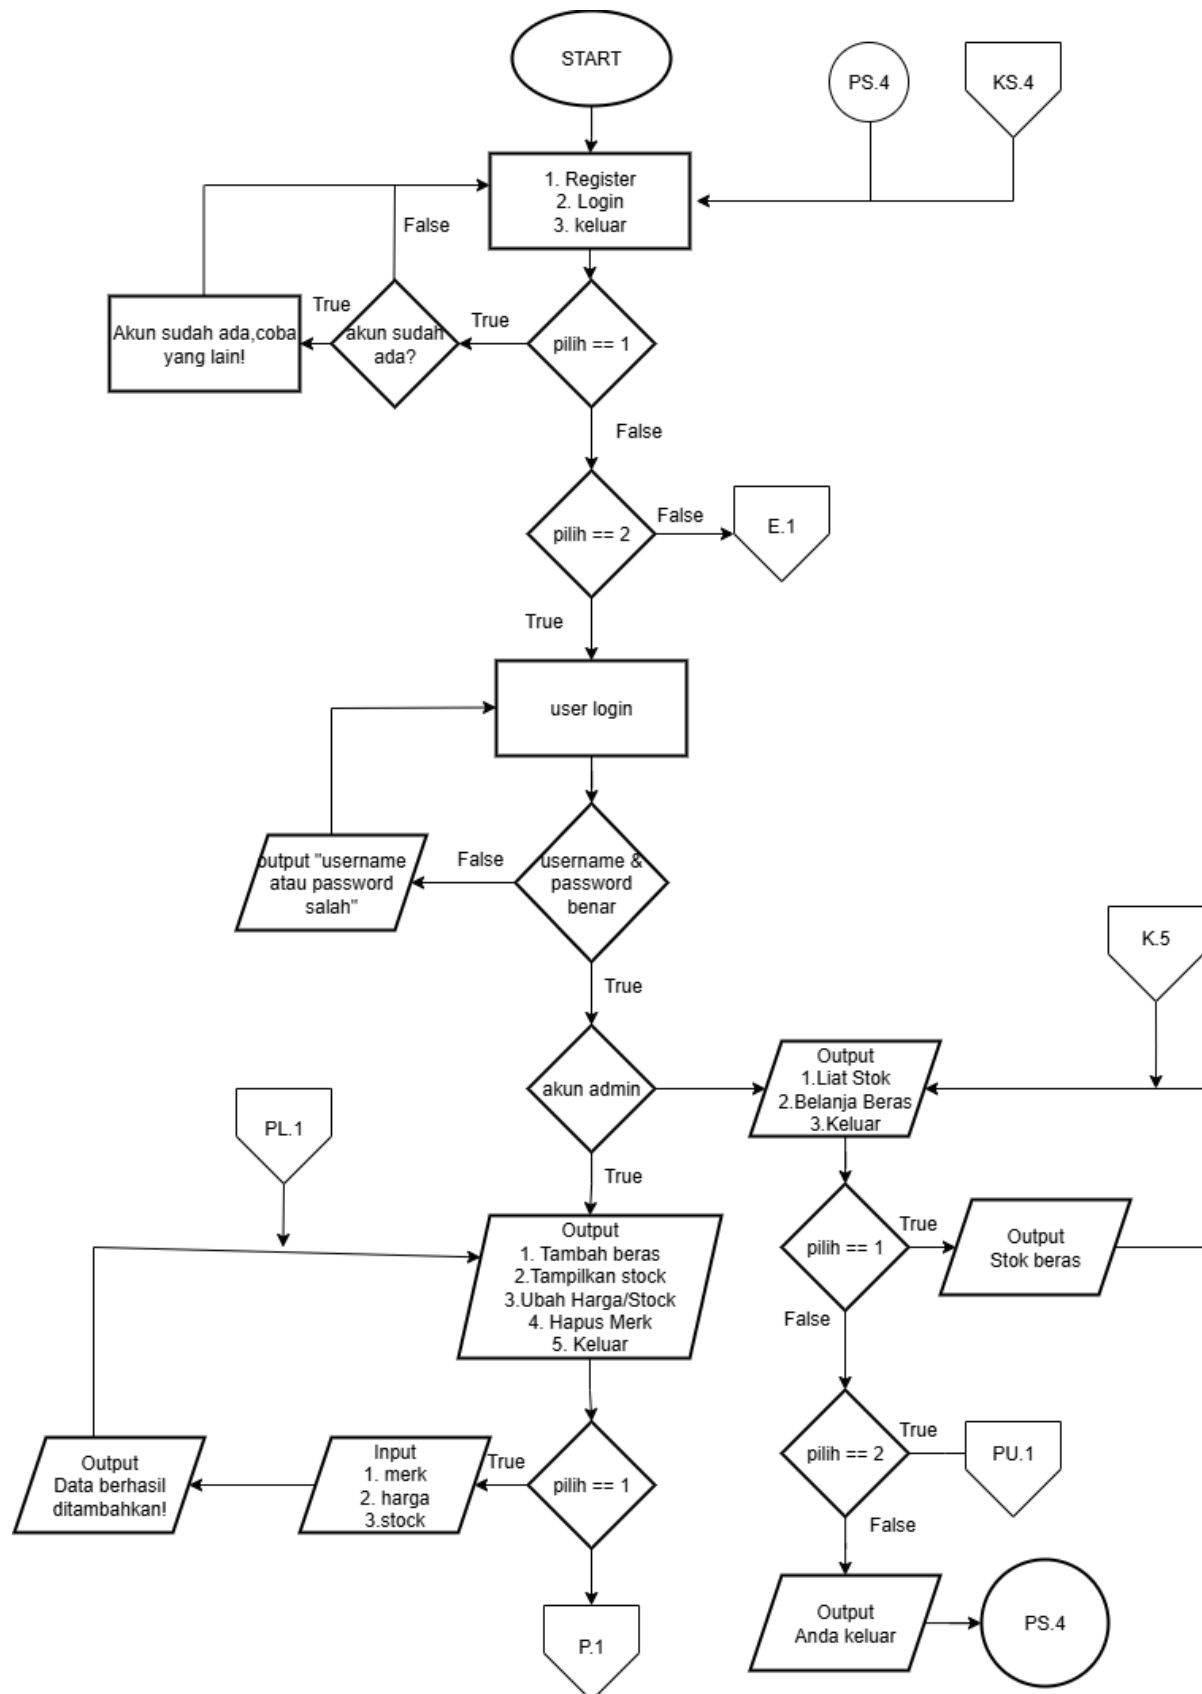 START
PS.4
KS.4
1. Register
2. Login
3. keluar
False
True
True
Akun sudah ada,coba
yang lain!
akun sudah
ada?
pilih == 1
False
pilih == 2
False
E.1
True
user login
output "username
atau password
salah"
False
username &
password
benar
True
K.5
akun admin
Output
1.Liat Stok
2.Belanja Beras
3.Keluar
PL.1
True
Output
1. Tambah beras
2.Tampilkan stock
3.Ubah Harga/Stock
4. Hapus Merk
5. Keluar
pilih == 1
True
Output
Stok beras
False
Output
Data berhasil
ditambahkan!
Input
1. merk
2. harga
3.stock
True
pilih == 1
pilih == 2
True
PU.1
False
P.1
Output
Anda keluar
PS.4